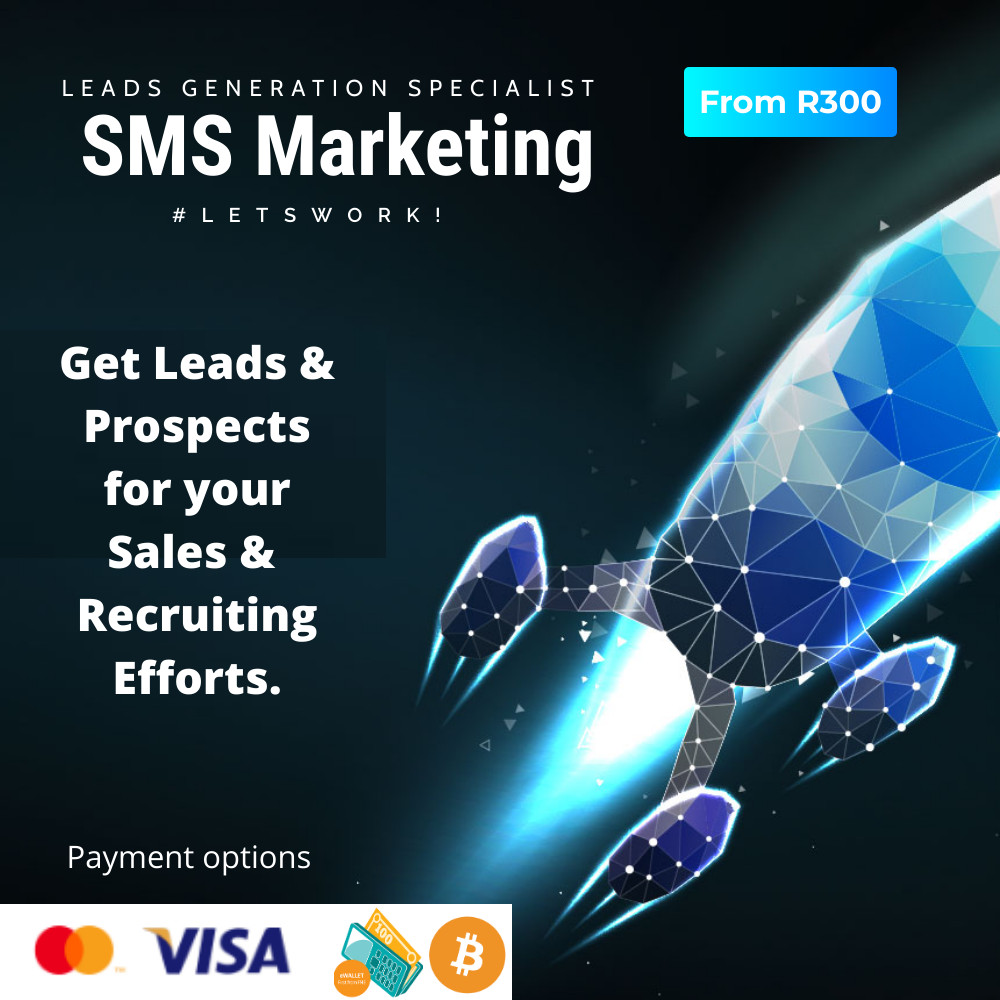 LEADS GENERATION SPECIALIST
From R300
SMS Marketing
#LETSWORK!
Get Leads &
Prospects
for your
Sales &
Recruiting
Efforts.
Payment options
VISA
100
eWALLET